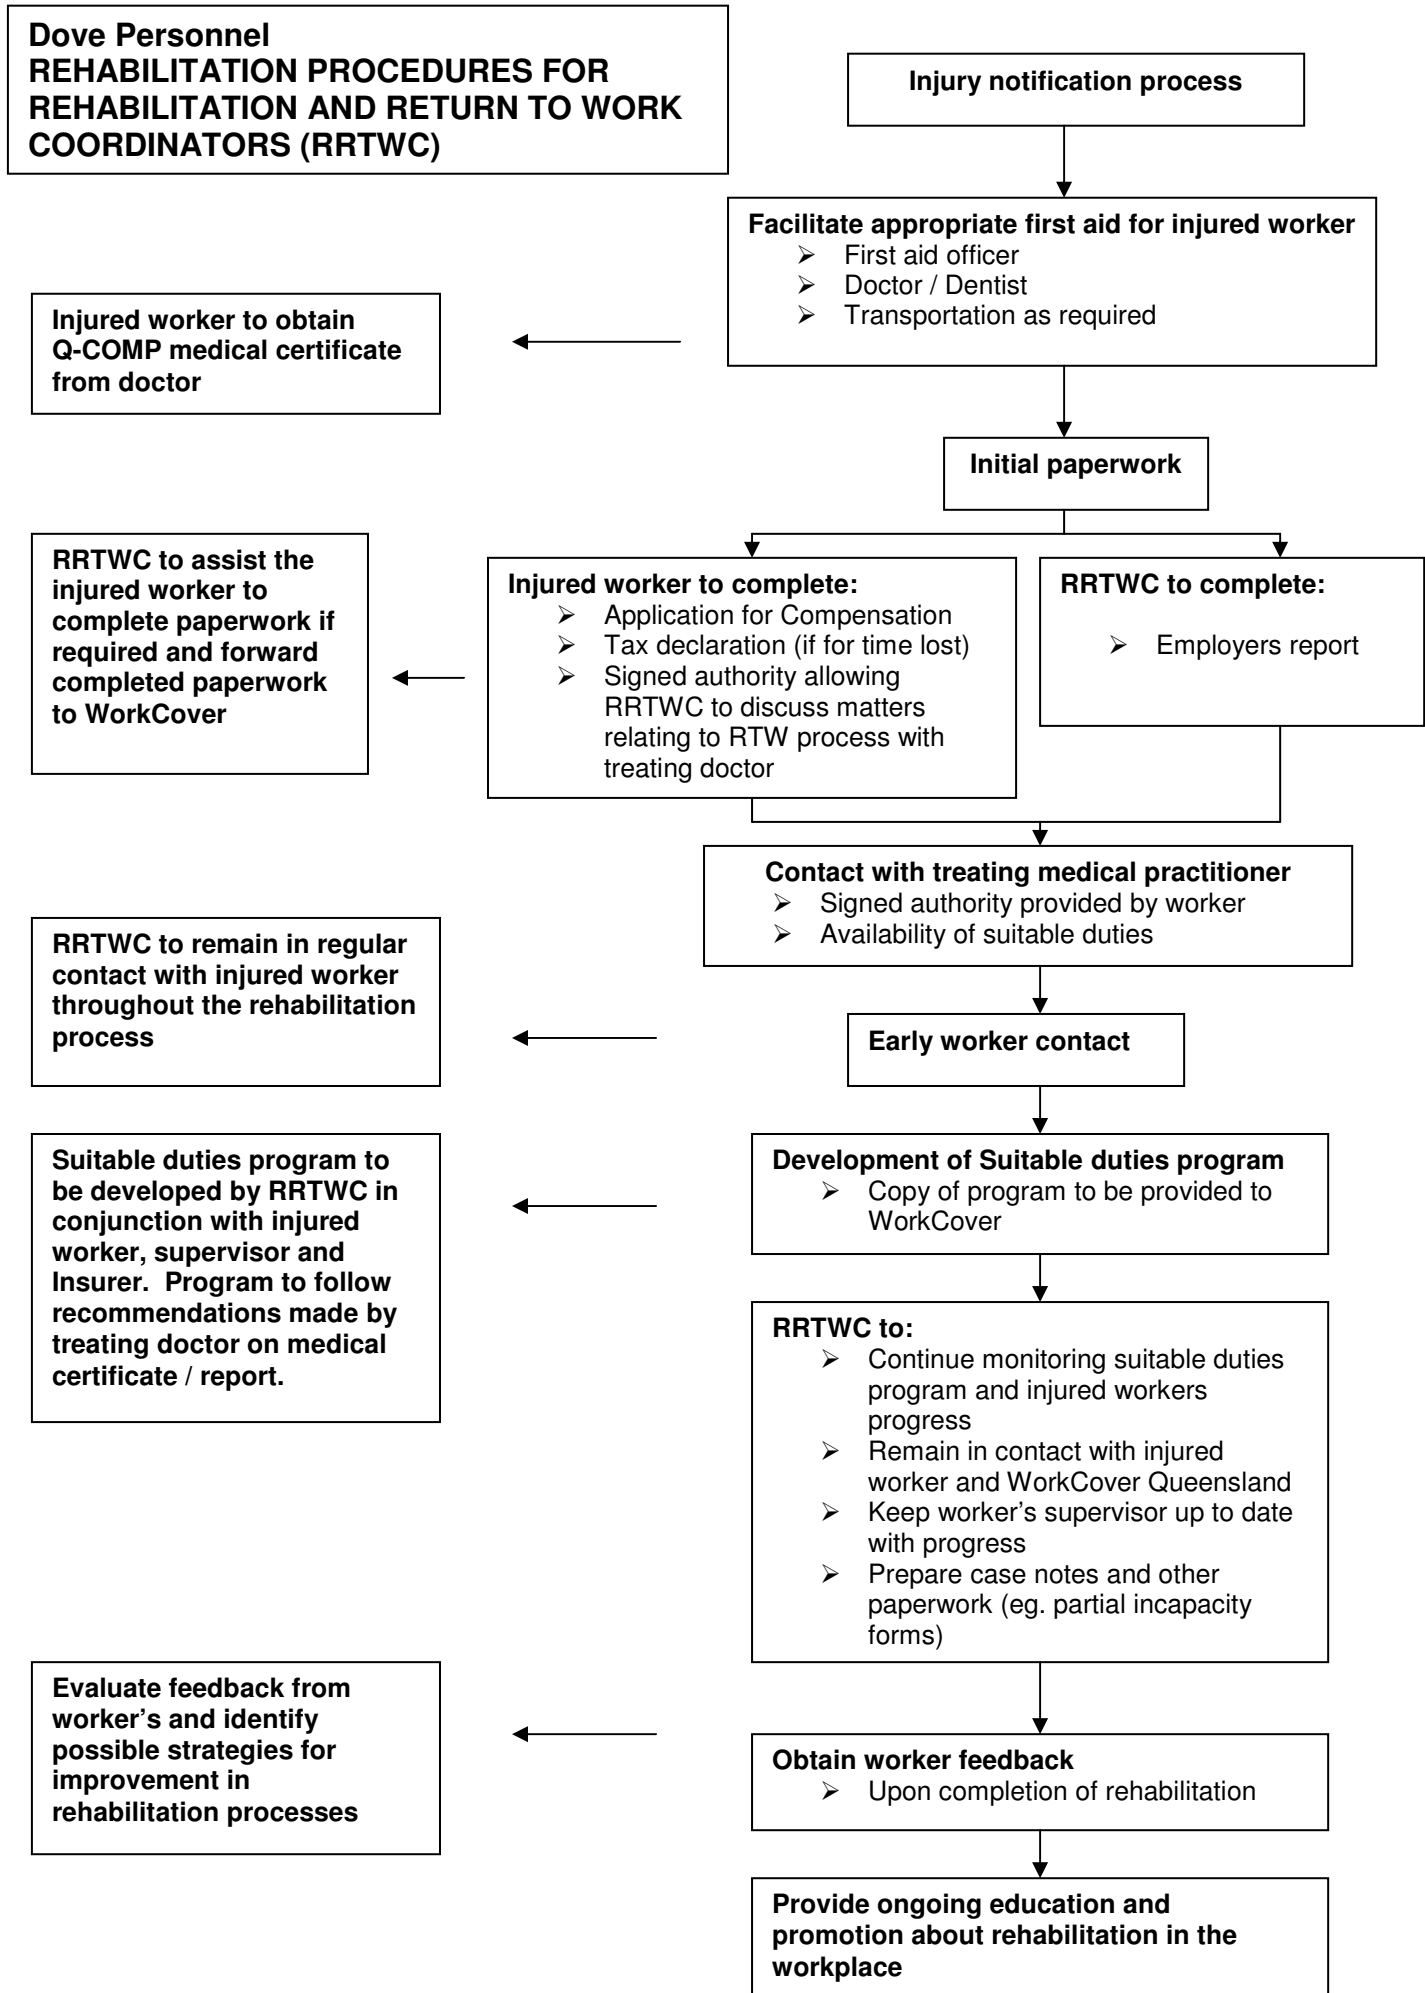 Dove Personnel
REHABILITATION PROCEDURES FOR
REHABILITATION AND RETURN TO WORK
COORDINATORS (RRTWC)
Injury notification process
Facilitate appropriate first aid for injured worker
➢ First aid officer
➢ Doctor / Dentist
➢ Transportation as required
Injured worker to obtain
Q-COMP medical certificate
from doctor
Initial paperwork
RRTWC to assist the
injured worker to
complete paperwork if
required and forward
completed paperwork
to WorkCover
Injured worker to complete:
➢ Application for Compensation
➢ Tax declaration (if for time lost)
➢ Signed authority allowing
RRTWC to discuss matters
relating to RTW process with
treating doctor
RRTWC to complete:
➢ Employers report
Contact with treating medical practitioner
➢ Signed authority provided by worker
➢ Availability of suitable duties
RRTWC to remain in regular
contact with injured worker
throughout the rehabilitation
process
Early worker contact
Suitable duties program to
be developed by RRTWC in
conjunction with injured
worker, supervisor and
Insurer.  Program to follow
recommendations made by
treating doctor on medical
certificate / report.
Development of Suitable duties program
➢ Copy of program to be provided to
WorkCover
RRTWC to:
➢ Continue monitoring suitable duties
program and injured workers
progress
➢ Remain in contact with injured
worker and WorkCover Queensland
➢ Keep worker's supervisor up to date
with progress
➢ Prepare case notes and other
paperwork (eg. partial incapacity
forms)
Evaluate feedback from
worker's and identify
possible strategies for
improvement in
rehabilitation processes
Obtain worker feedback
➢ Upon completion of rehabilitation
Provide ongoing education and
promotion about rehabilitation in the
workplace